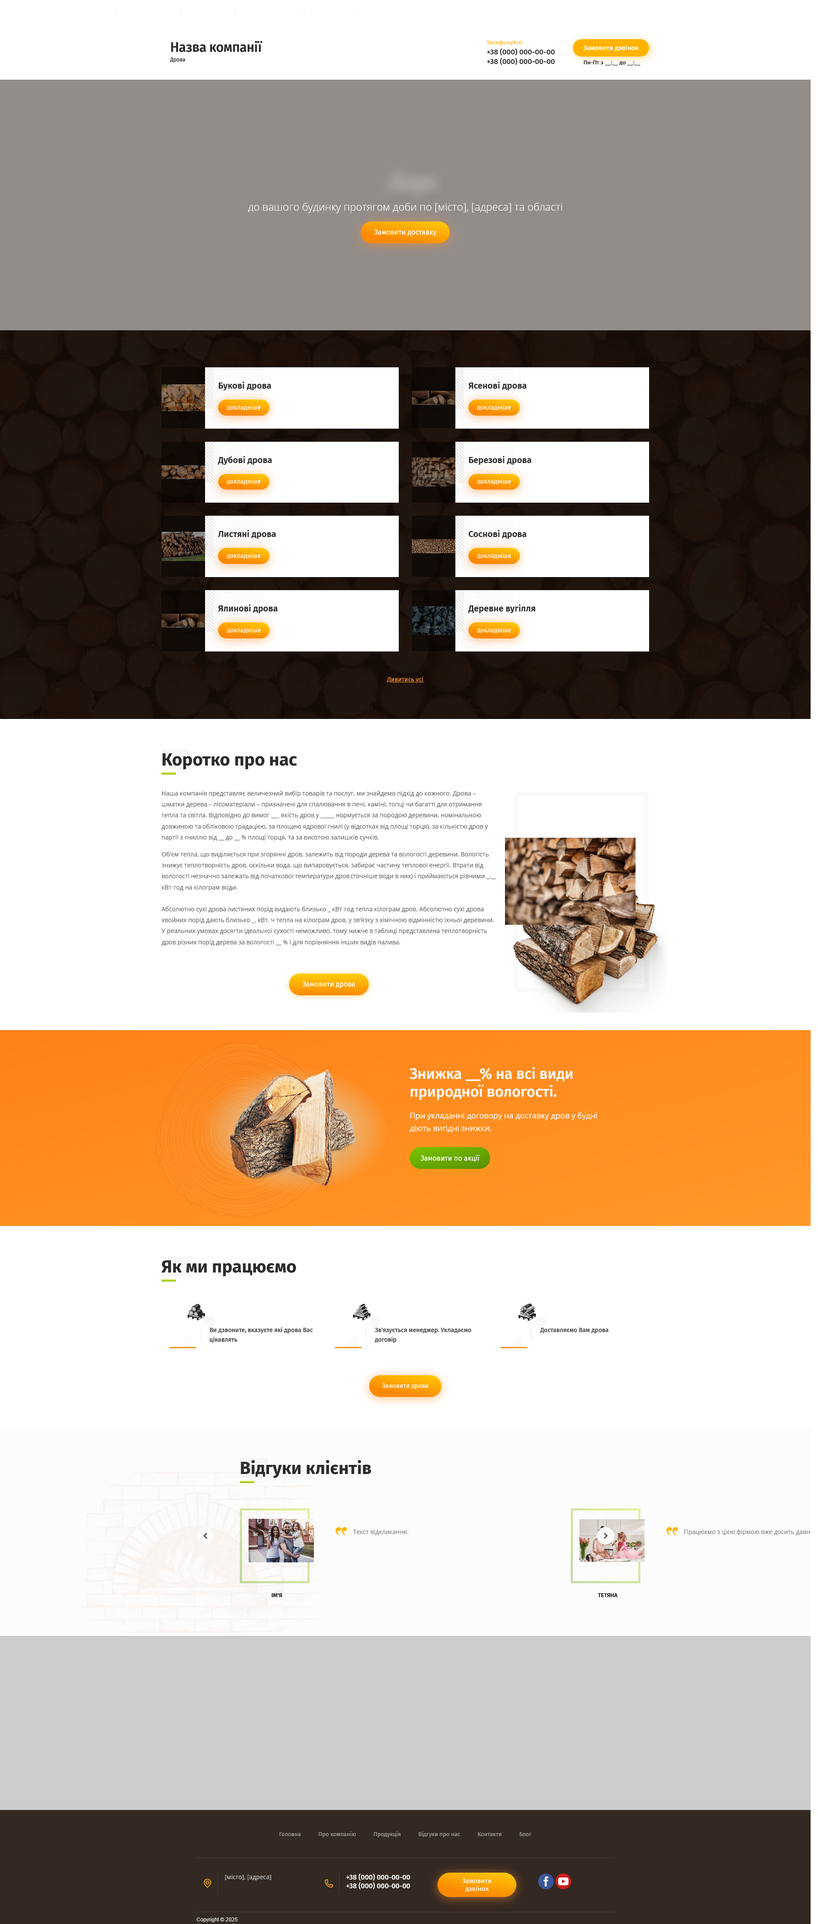 Назва компанії
Дрова
Телефонуйте:
+38 (000) 000-00-00
+38 (000) 000-00-00
Замовити дзвінок
Пн-Пт з __:__ до __:__
до вашого будинку протягом доби по [місто], [адреса] та області
Замовити доставку
Букові дрова
докладніше
Ясенові дрова
докладніше
Дубові дрова
докладніше
Березові дрова
докладніше
Листяні дрова
докладніше
Соснові дрова
докладніше
Ялинові дрова
докладніше
Деревне вугілля
докладніше
Дивитись усі
Коротко про нас
Наша компанія представляє величезний вибір товарів та послуг, ми знайдемо підхід до кожного. Дрова –
шматки дерева – лісоматеріали – призначені для спалювання в печі, каміні, топці чи багатті для отримання
тепла та світла. Відповідно до вимог ___ якість дров у _____ нормується за породою деревини, номінальною
довжиною та обліковою градацією, за площею ядрової гнилі (у відсотках від площі торця), за кількістю дров у
партії з гниллю від __ до __ % площі торця, та за висотою залишків сучків.
Об'єм тепла, що виділяється при згорянні дров, залежить від породи дерева та вологості деревини. Вологість
знижує теплотворність дров, оскільки вода, що випаровується, забирає частину теплової енергії. Втрати від
вологості незначно залежать від початкової температури дров (точніше води в них) і приймаються рівними _,__
кВт·год на кілограм води.
Абсолютно сухі дрова листяних порід видають близько _ кВт·год тепла кілограм дров. Абсолютно сухі дрова
хвойних порід дають близько _, кВт. ч тепла на кілограм дров, у зв'язку з хімічною відмінністю їхньої деревини.
У реальних умовах досягти ідеальної сухості неможливо, тому нижче в таблиці представлена теплотворність
дров різних порід дерева за вологості __ % і для порівняння інших видів палива.
Замовити дрова
Знижка __% на всі види
природної вологості.
При укладанні договору на доставку дров у будні
діють вигідні знижки.
Замовити по акції
Як ми працюємо
Ви дзвоните, вказуєте які дрова Вас
цікавлять
Зв'язується менеджер. Укладаємо
договір
Доставляємо Вам дрова
Замовити дрова
Відгуки клієнтів
Текст відкликання.
ІМ'Я
Працюємо з цією фірмою вже досить давн
ТЕТЯНА
Головна
Про компанію
Продукція
Відгуки про нас
Контакти
Блог
[місто], [адреса]
+38 (000) 000-00-00
+38 (000) 000-00-00
Замовити
дзвінок
Copyright © 2025